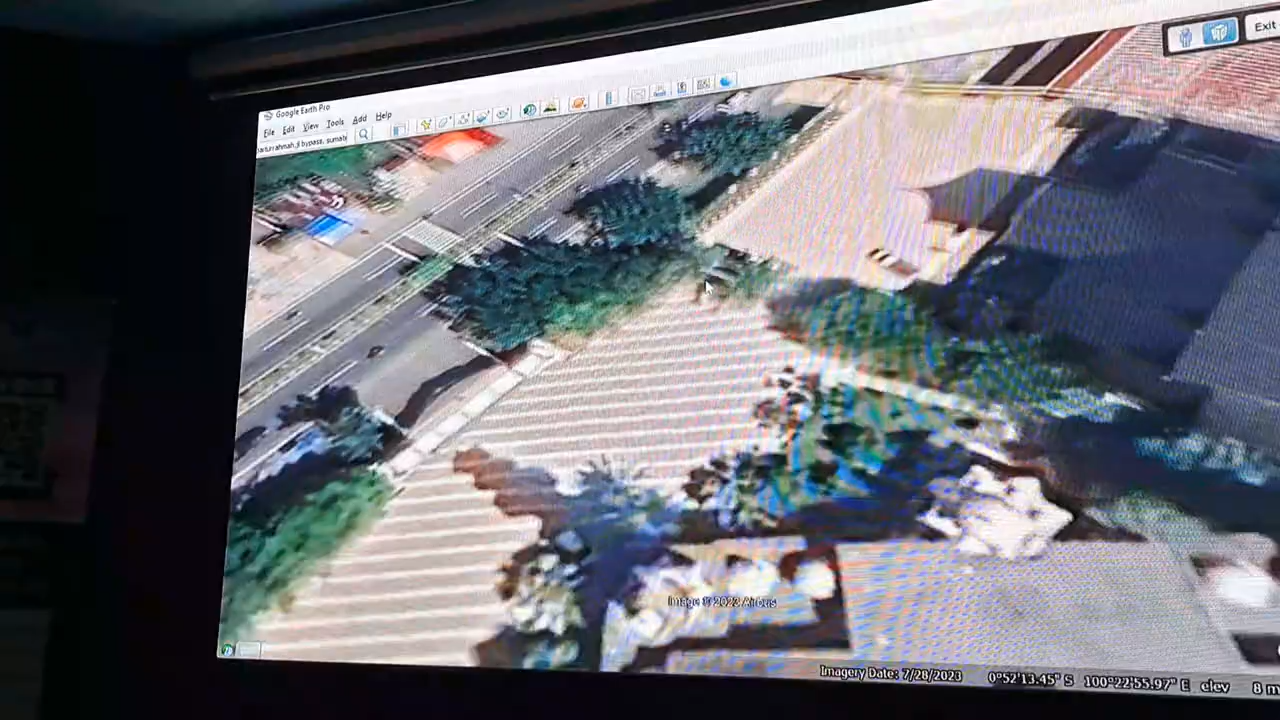 Google Earth Pro
File Edit View Tools Add Help
Exit
Image © 2023 Airbus
Imagery Date: 7/28/2023 0°52'13.45" S 100°22'55.97" E elev 8 m